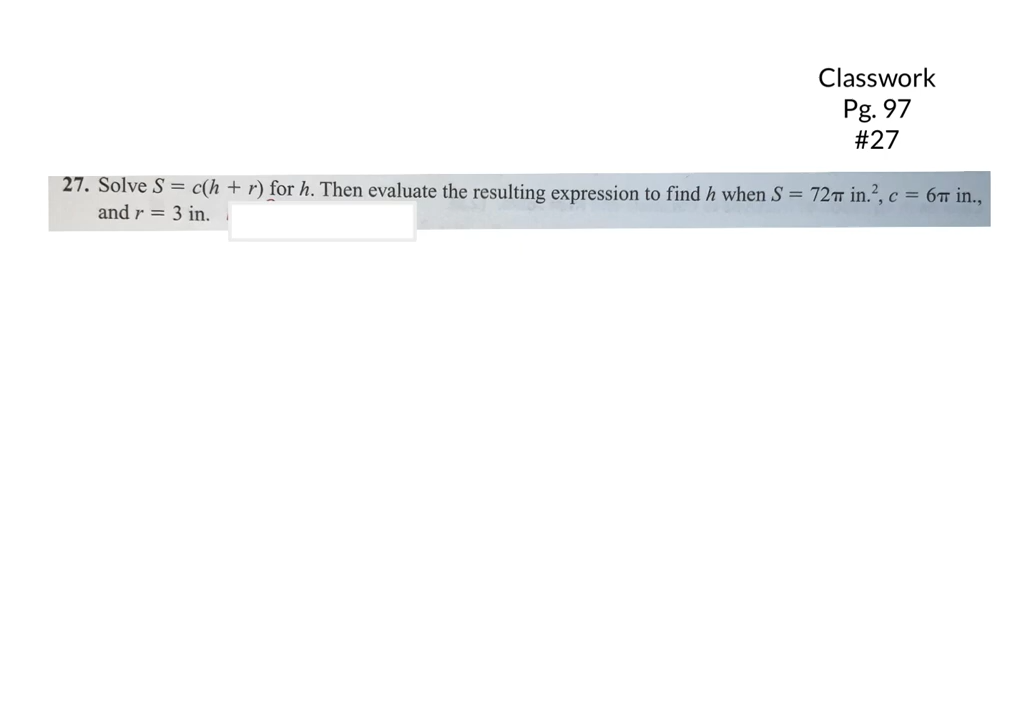 Classwork
Pg. 97
#27
27. Solve S = c(h + r) for h. Then evaluate the resulting expression to find h when S = 72π in.², c = 6π in.,
and r = 3 in.